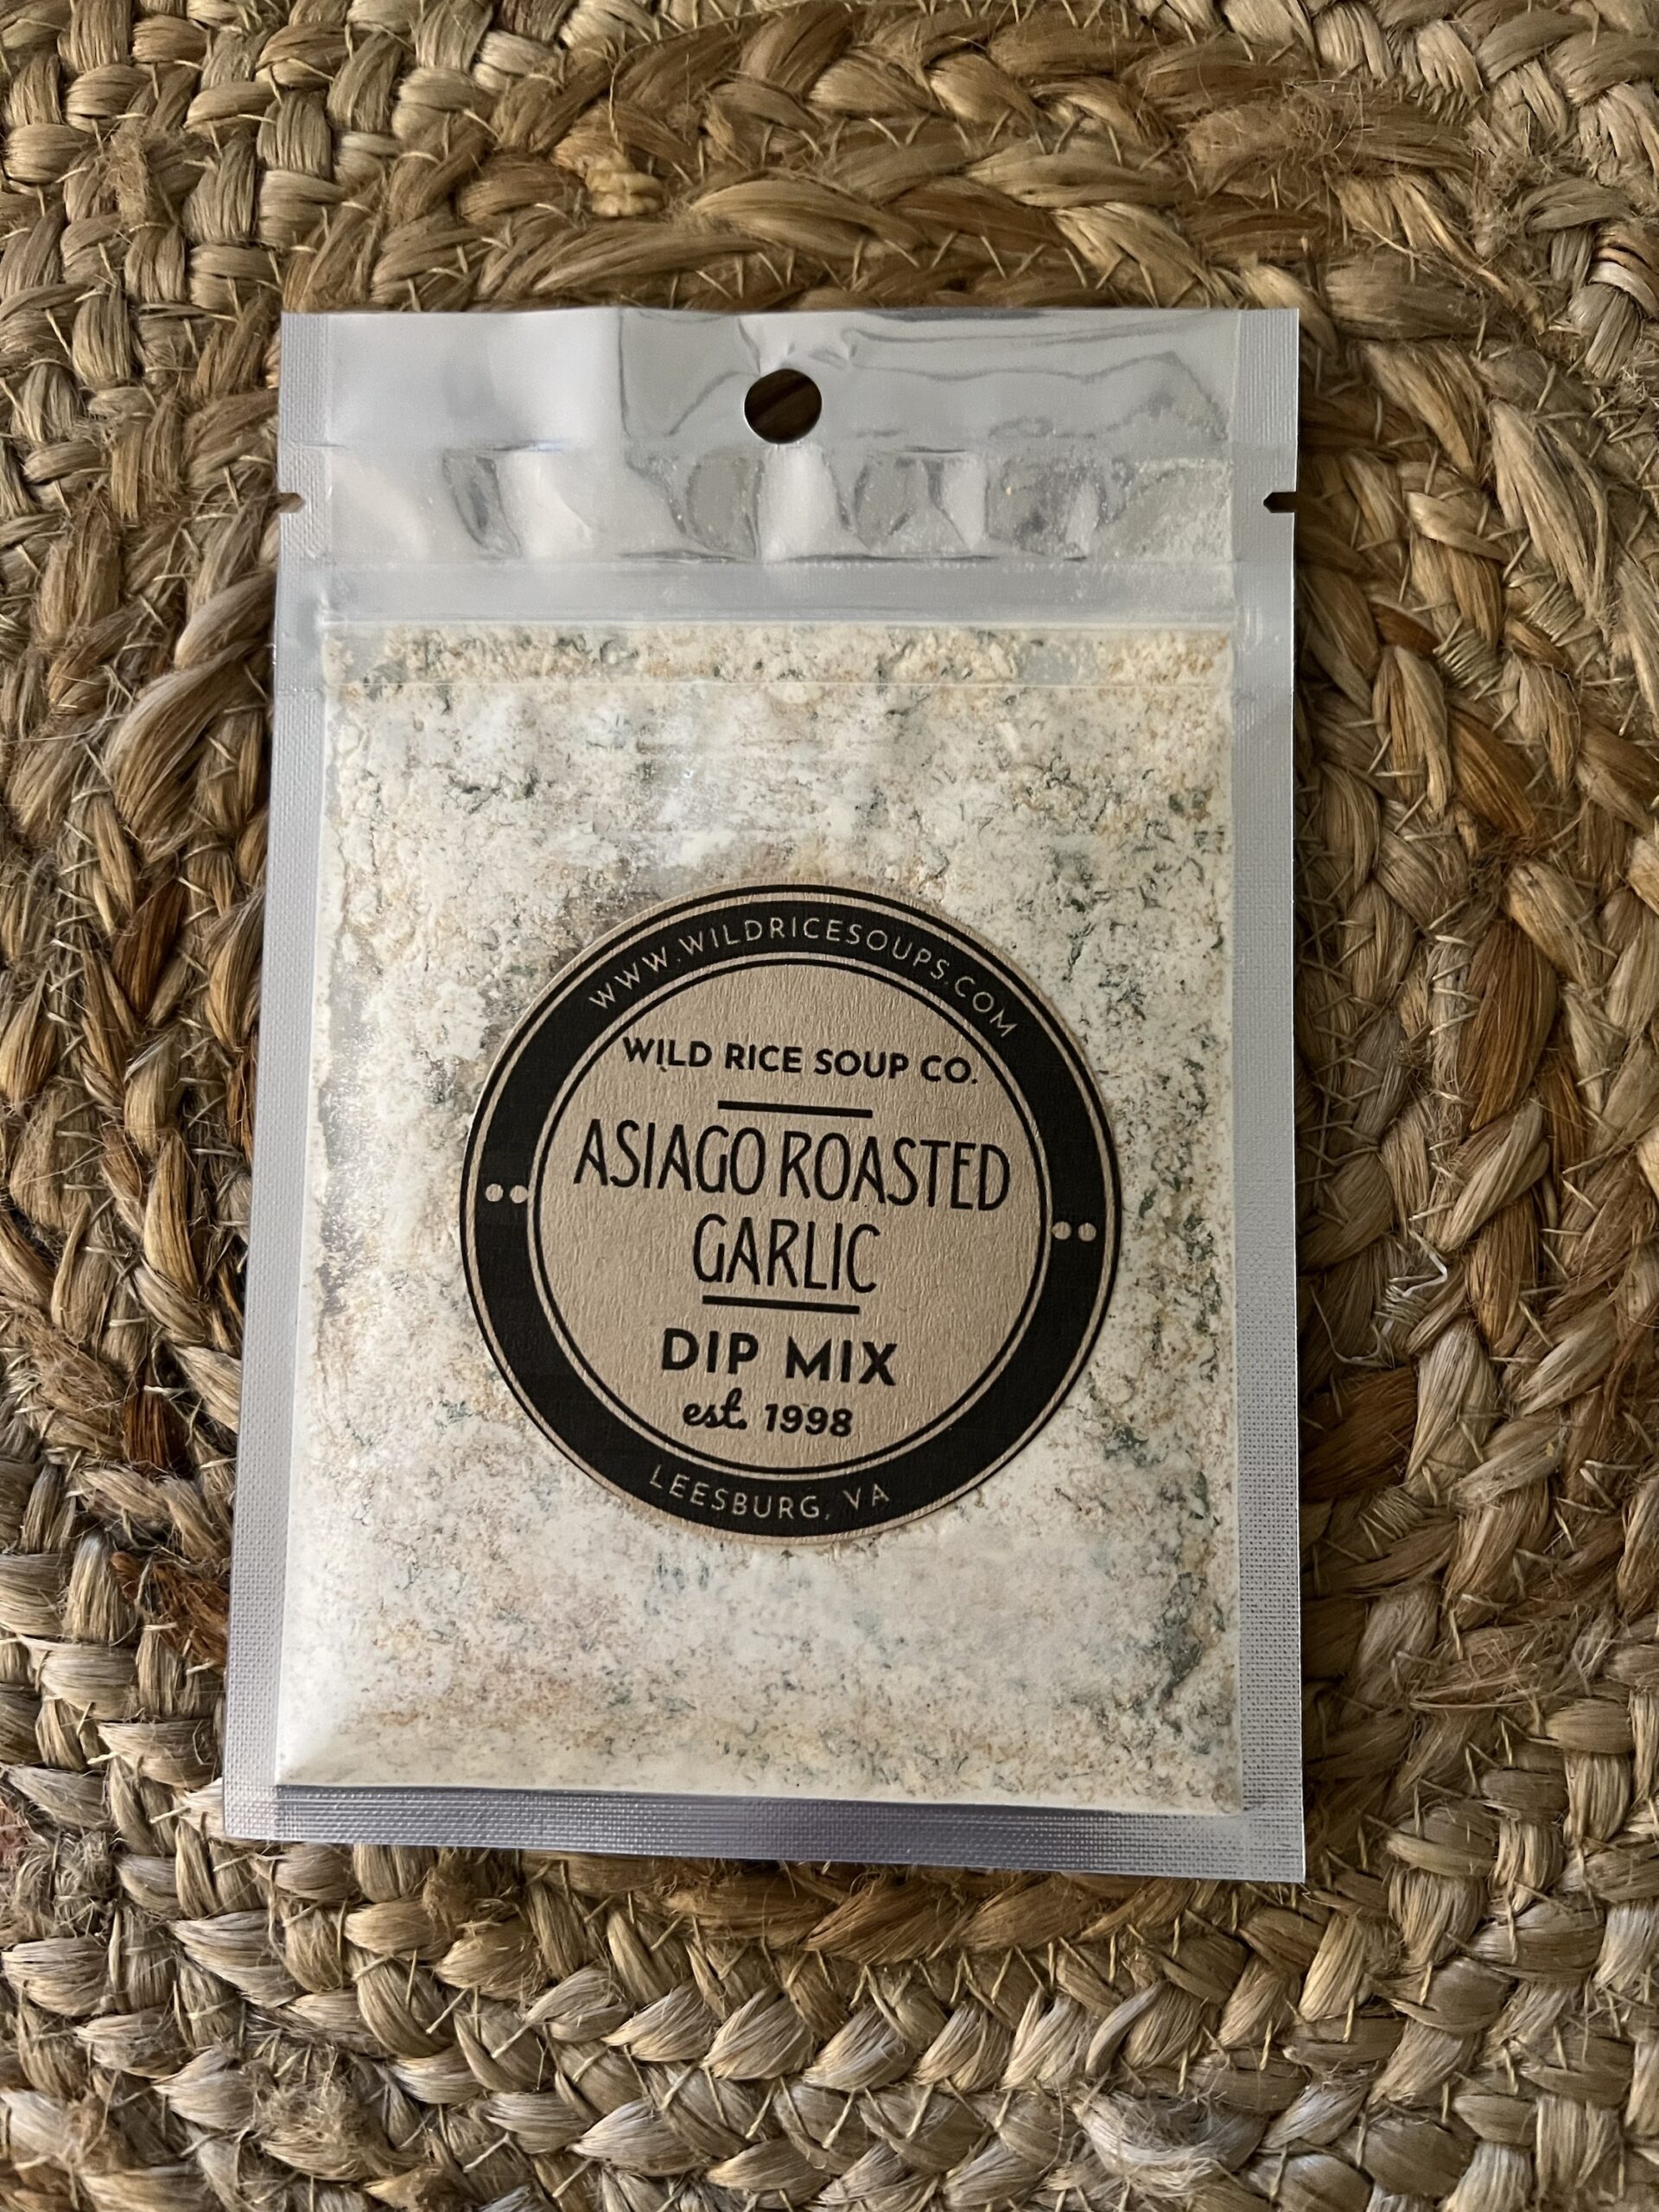 WWW.WILDRICESOUPS.COM
WILD RICE SOUP CO.
ASIAGO ROASTED
GARLIC
DIP MIX
est. 1998
LEESBURG, VA